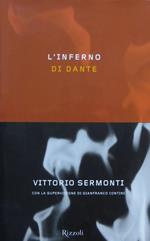 L'INFERNO
DI DANTE
VITTORIO SERMONTI
CON LA SUPERVISIONE DI GIANFRANCO CONTINI
Rizzoli